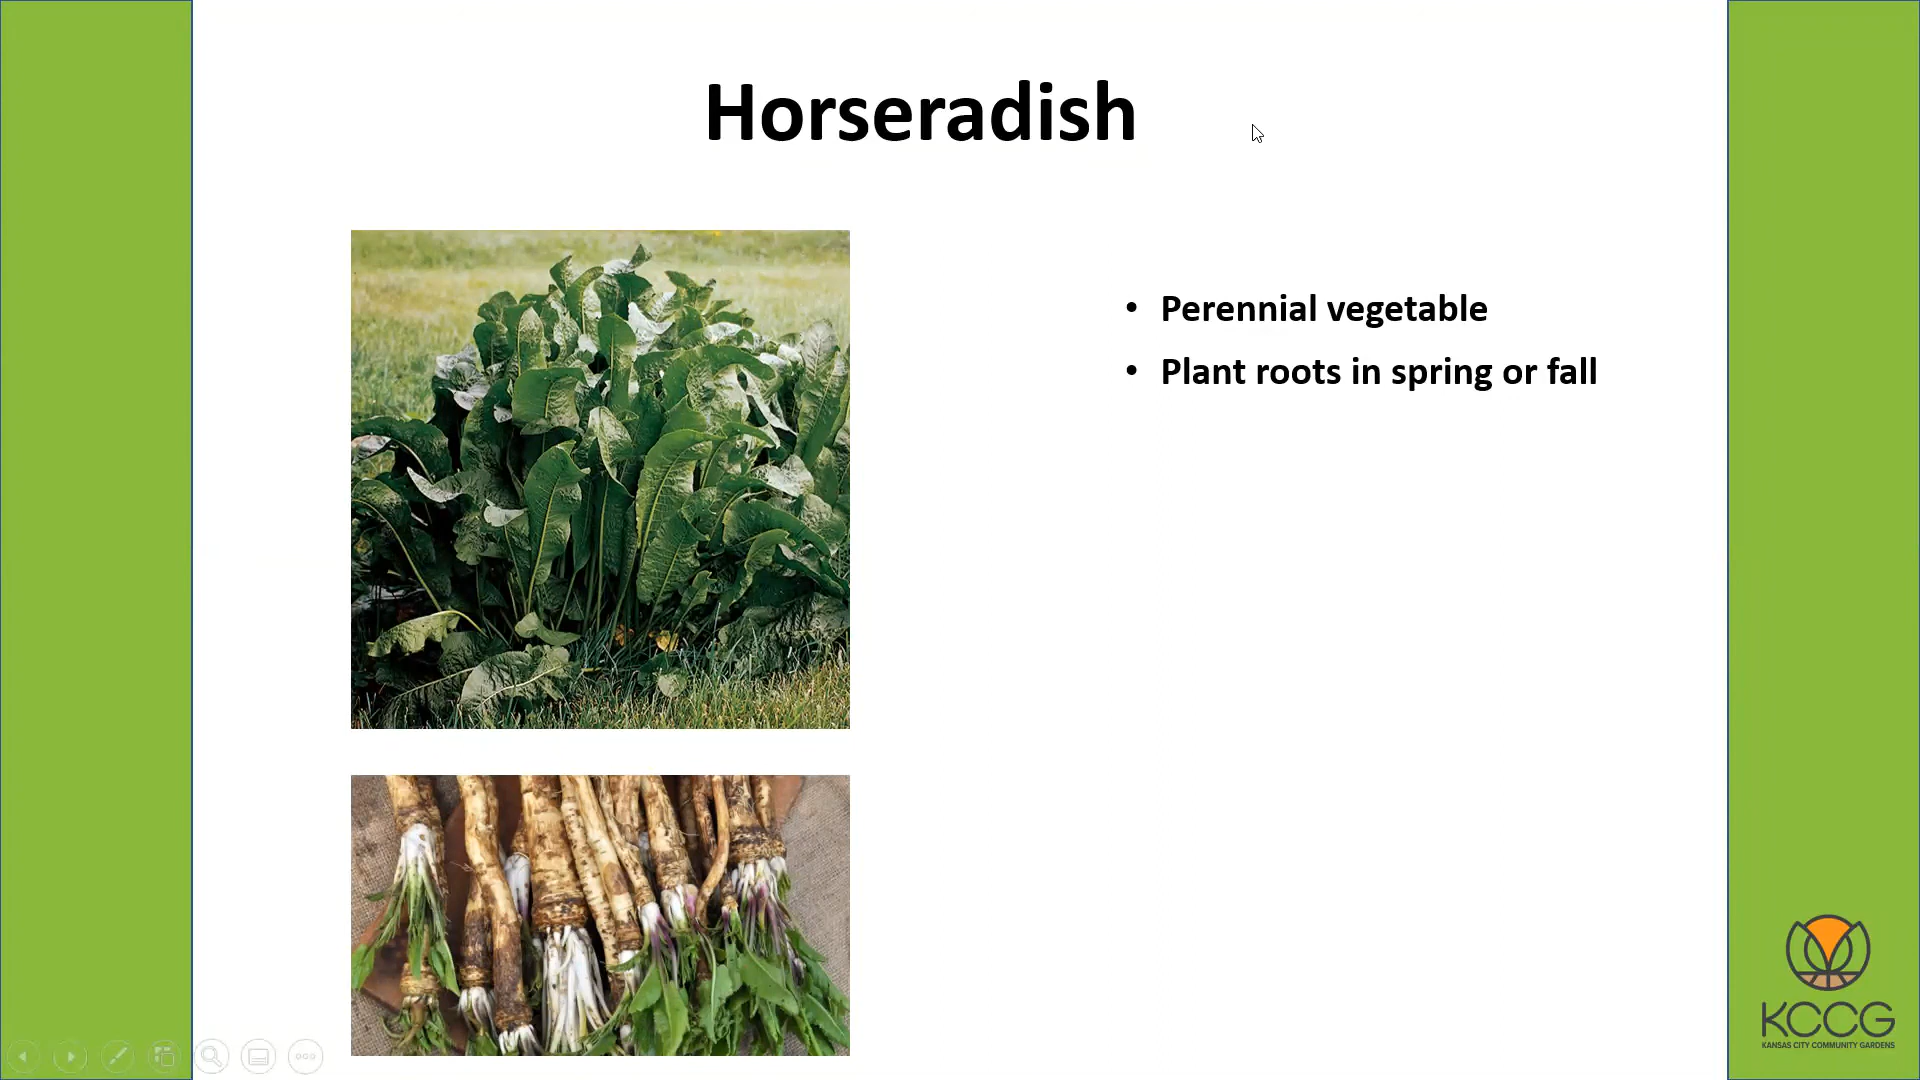 Horseradish
• Perennial vegetable
• Plant roots in spring or fall
KCCG
KANSAS CITY COMMUNITY GARDENS